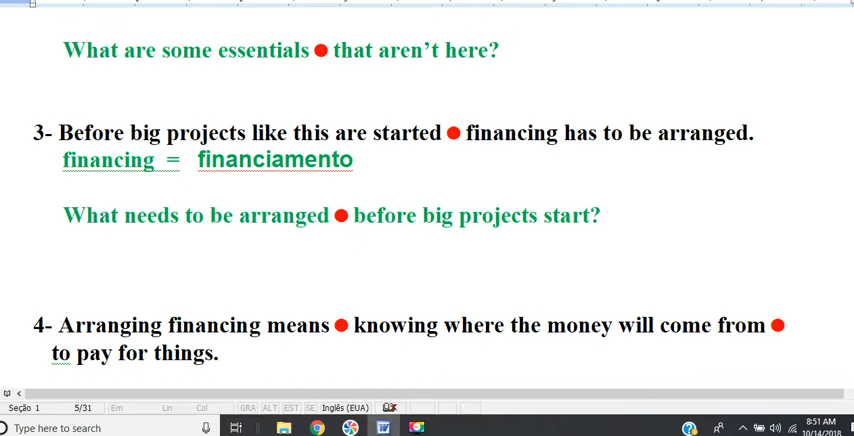 What are some essentials ● that aren’t here?
3- Before big projects like this are started ● financing has to be arranged.
financing = financiamento
What needs to be arranged ● before big projects start?
4- Arranging financing means ● knowing where the money will come from ●
to pay for things.
Seção 1 5/31 Em Lin Col GRA ALT EST SE Inglês (EUA)
Type here to search 8:51 AM
10/14/2018